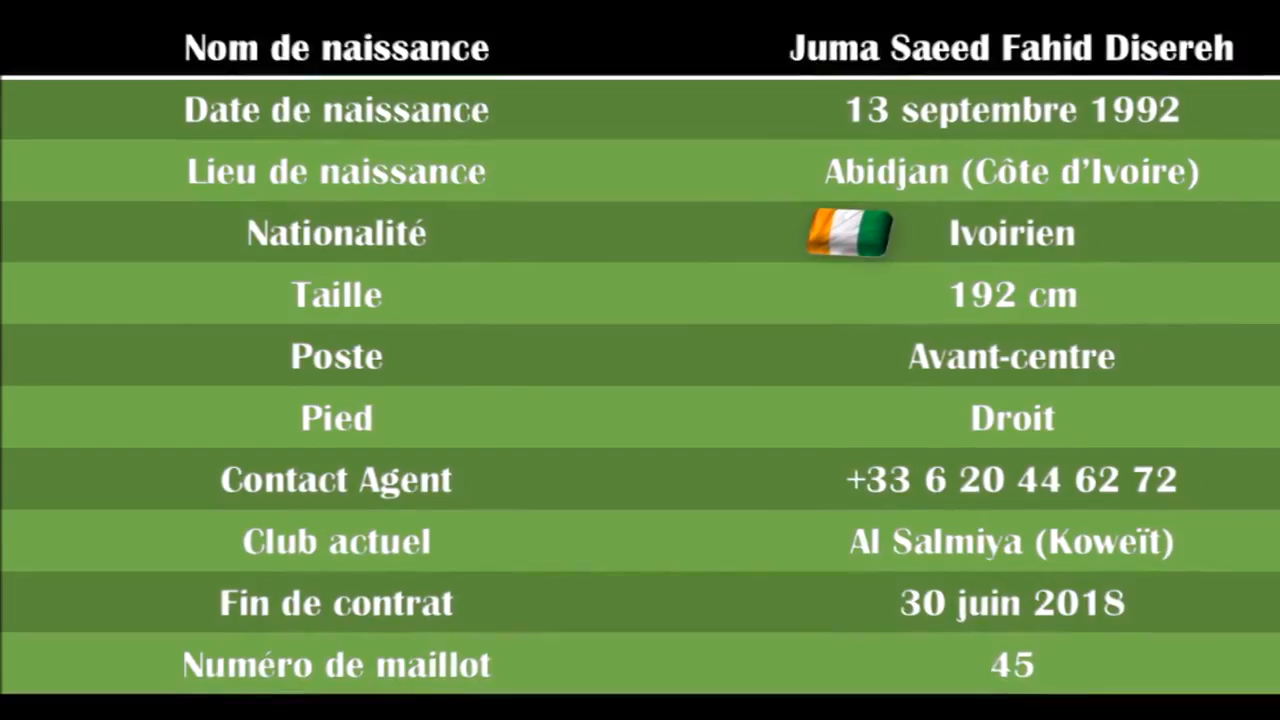 Nom de naissance Juma Saeed Fahid Disereh
Date de naissance 13 septembre 1992
Lieu de naissance Abidjan (Côte d'Ivoire)
Nationalité Ivoirien
Taille 192 cm
Poste Avant-centre
Pied Droit
Contact Agent +33 6 20 44 62 72
Club actuel Al Salmiya (Koweït)
Fin de contrat 30 juin 2018
Numéro de maillot 45